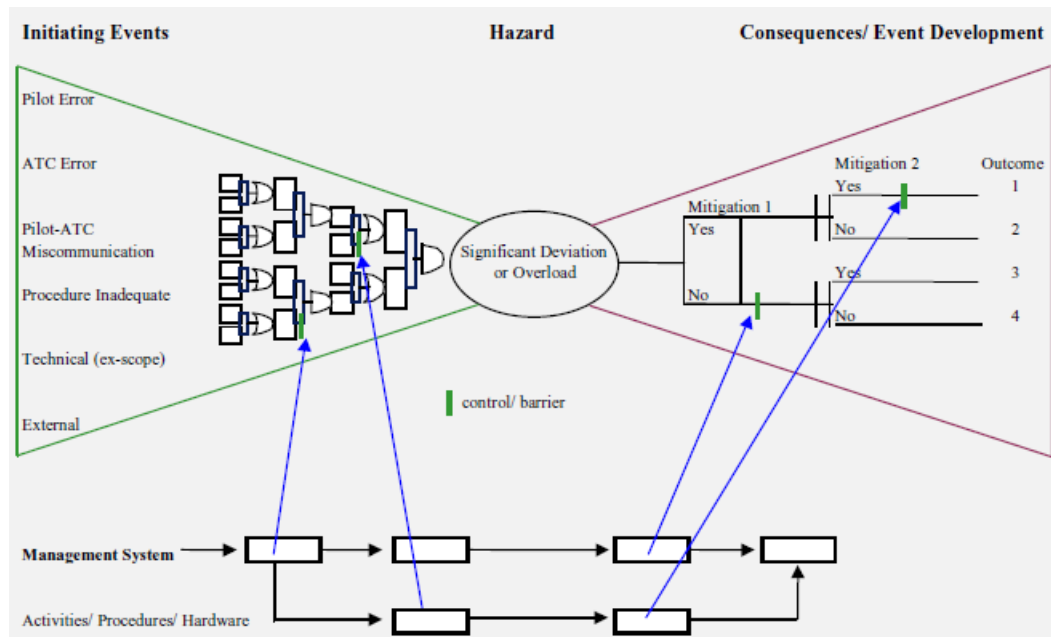 Initiating Events
Hazard
Consequences/ Event Development
Pilot Error
ATC Error
Pilot-ATC
Miscommunication
Procedure Inadequate
Technical (ex-scope)
External
Significant Deviation
or Overload
Mitigation 1
Yes
No
Mitigation 2
Outcome
Yes
1
No
2
Yes
3
No
4
control/ barrier
Management System
Activities/ Procedures/ Hardware